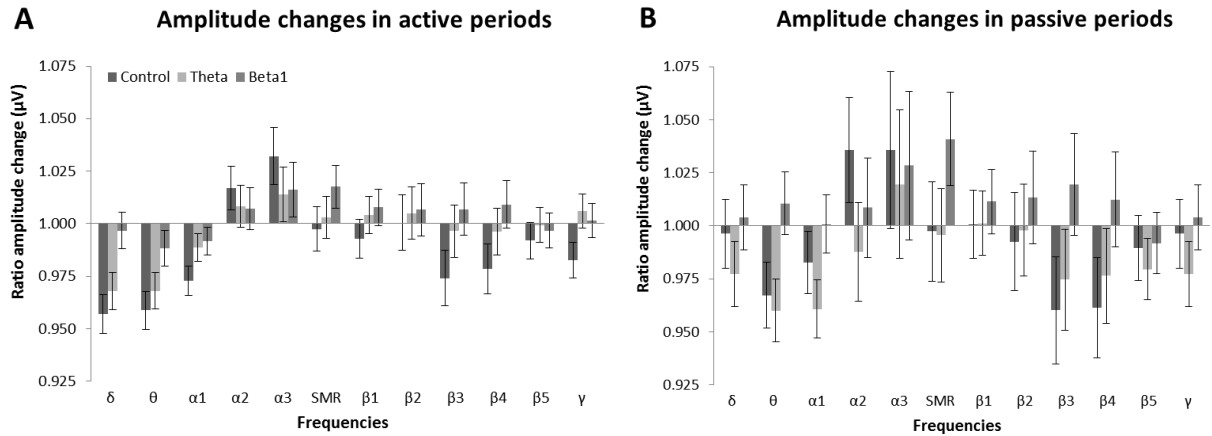 A Amplitude changes in active periods
Ratio amplitude change (µV)
1.075
1.050
1.025
1.000
0.975
0.950
0.925
Control Theta Beta1
δ θ α1 α2 α3 SMR β1 β2 β3 β4 β5 γ
Frequencies
B Amplitude changes in passive periods
Ratio amplitude change (µV)
1.075
1.050
1.025
1.000
0.975
0.950
0.925
δ θ α1 α2 α3 SMR β1 β2 β3 β4 β5 γ
Frequencies